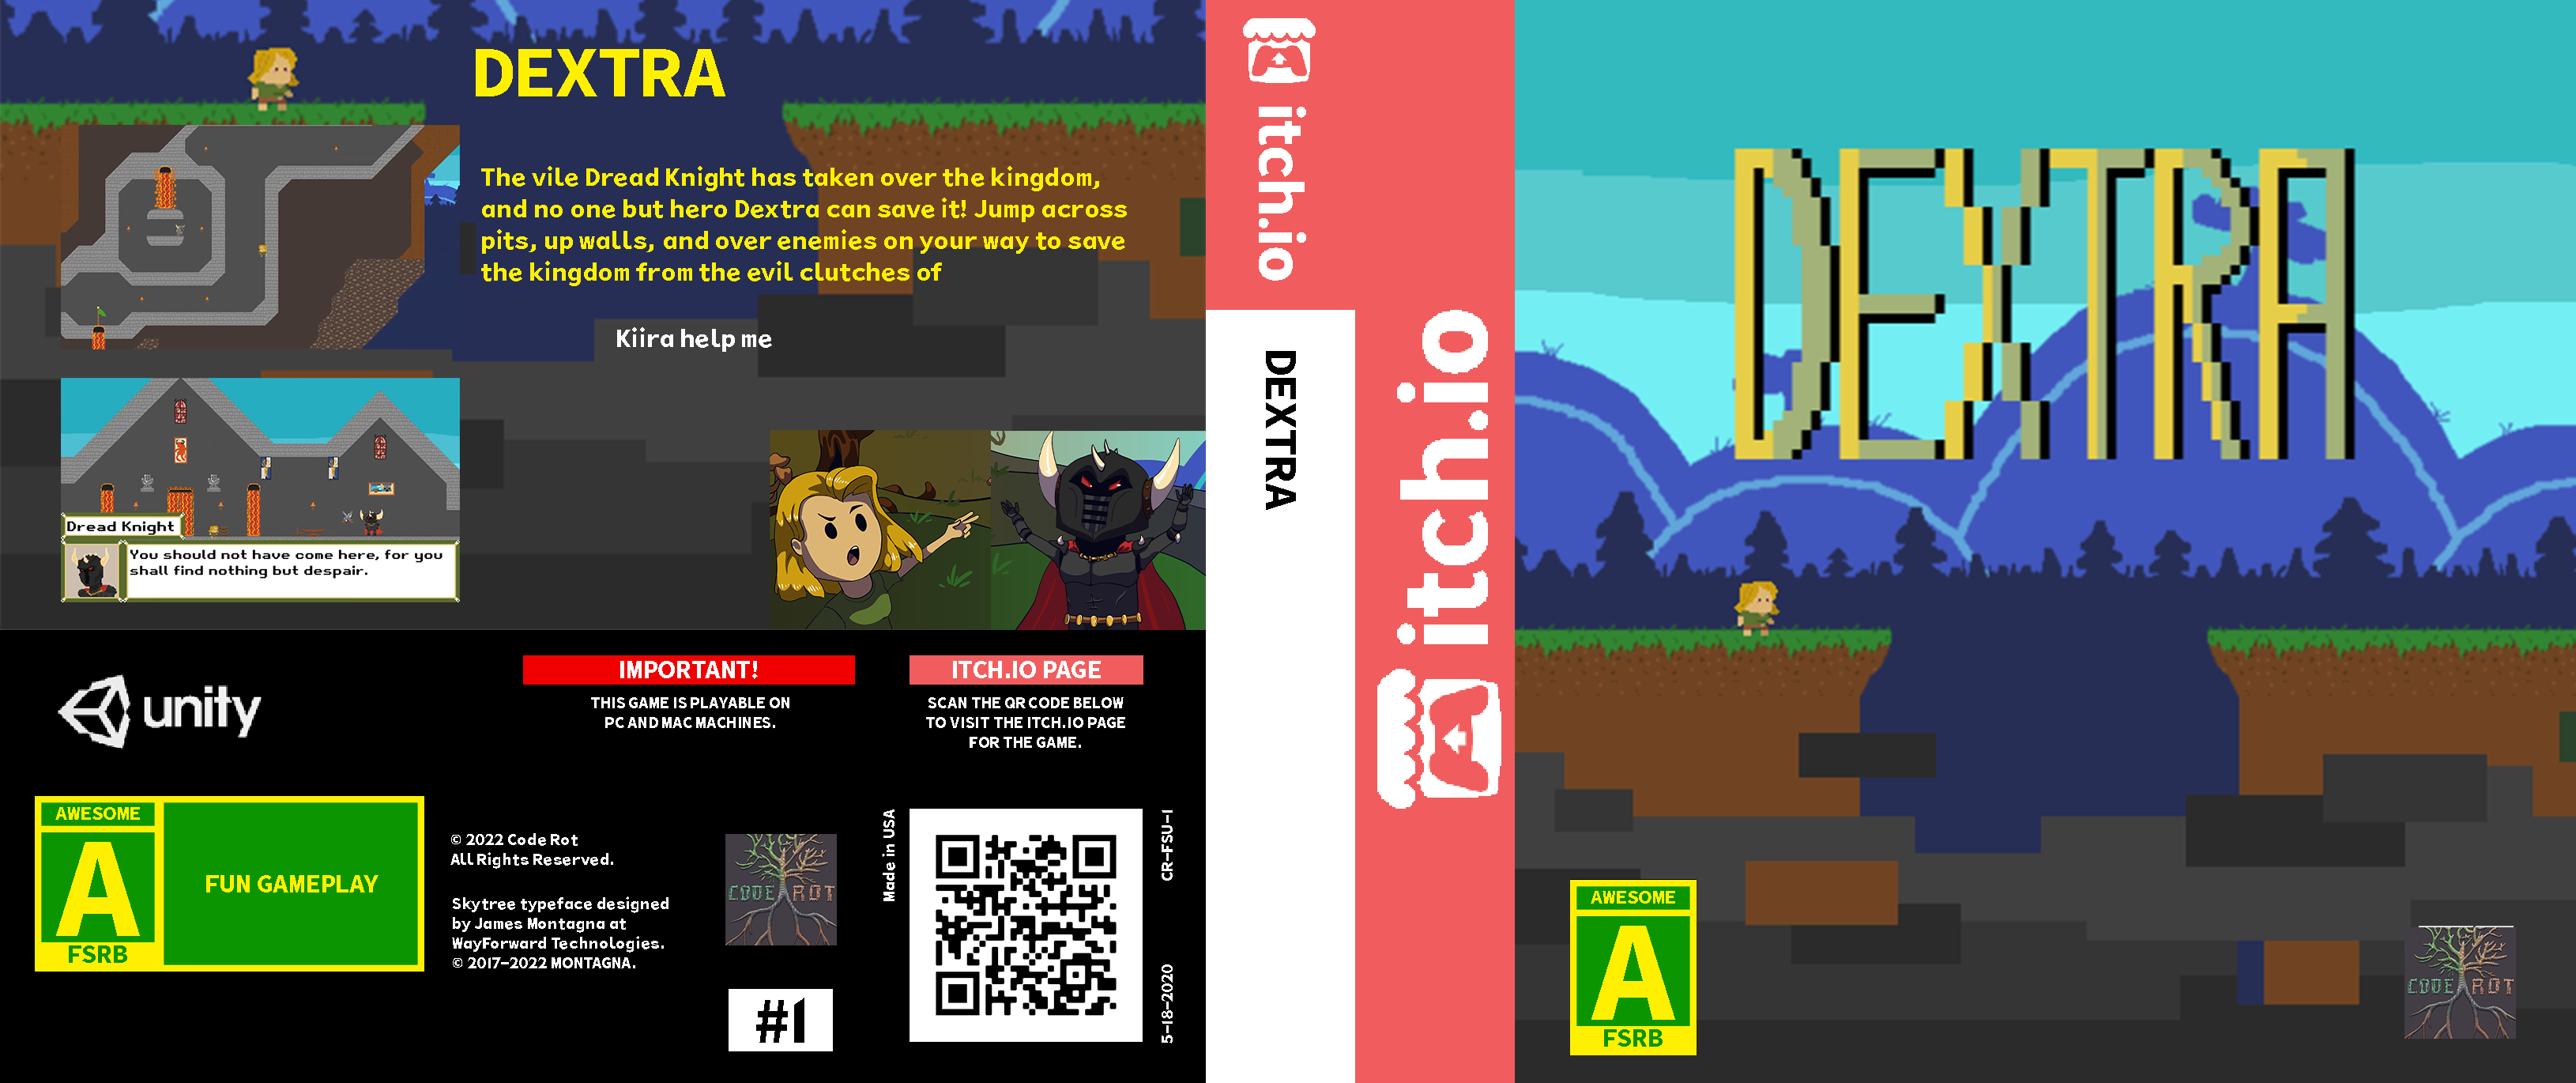 DEXTRA
The vile Dread Knight has taken over the kingdom,
and no one but hero Dextra can save it! Jump across
pits, up walls, and over enemies on your way to save
the kingdom from the evil clutches of
Kiira help me
Dread Knight
You should not have come here, for you
shall find nothing but despair.
unity
IMPORTANT!
THIS GAME IS PLAYABLE ON
PC AND MAC MACHINES.
ITCH.IO PAGE
SCAN THE QR CODE BELOW
TO VISIT THE ITCH.IO PAGE
FOR THE GAME.
AWESOME
A
FSRB
FUN GAMEPLAY
© 2022 Code Rot
All Rights Reserved.
Skytree typeface designed
by James Montagna at
WayForward Technologies.
© 2017-2022 MONTAGNA.
CODE ROT
#1
Made in USA
CR-FSU-1
5-18-2020
itch.io
DEXTRA
itch.io
DEXTRA
AWESOME
A
FSRB
CODE ROT